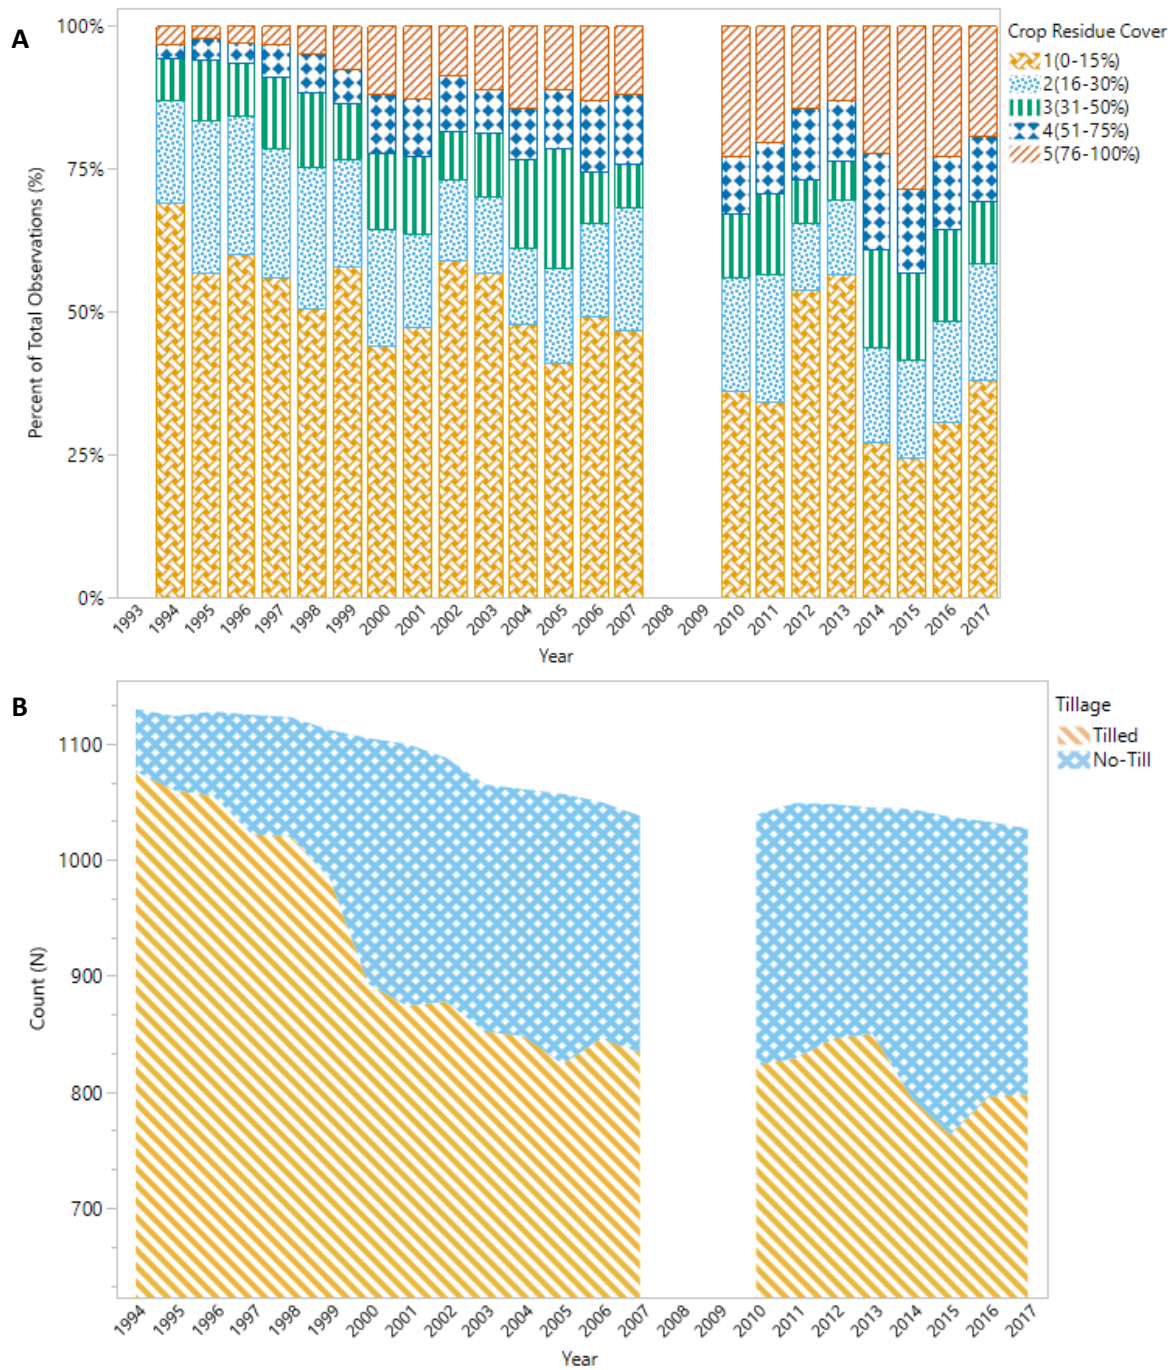 A
100%
75%
50%
25%
0%
Percent of Total Observations (%)
1993 1994 1995 1996 1997 1998 1999 2000 2001 2002 2003 2004 2005 2006 2007 2008 2009 2010 2011 2012 2013 2014 2015 2016 2017
Year
Crop Residue Cover
1(0-15%)
2(16-30%)
3(31-50%)
4(51-75%)
5(76-100%)
B
1100
1000
900
800
700
Count (N)
1994 1995 1996 1997 1998 1999 2000 2001 2002 2003 2004 2005 2006 2007 2008 2009 2010 2011 2012 2013 2014 2015 2016 2017
Year
Tillage
Tilled
No-Till